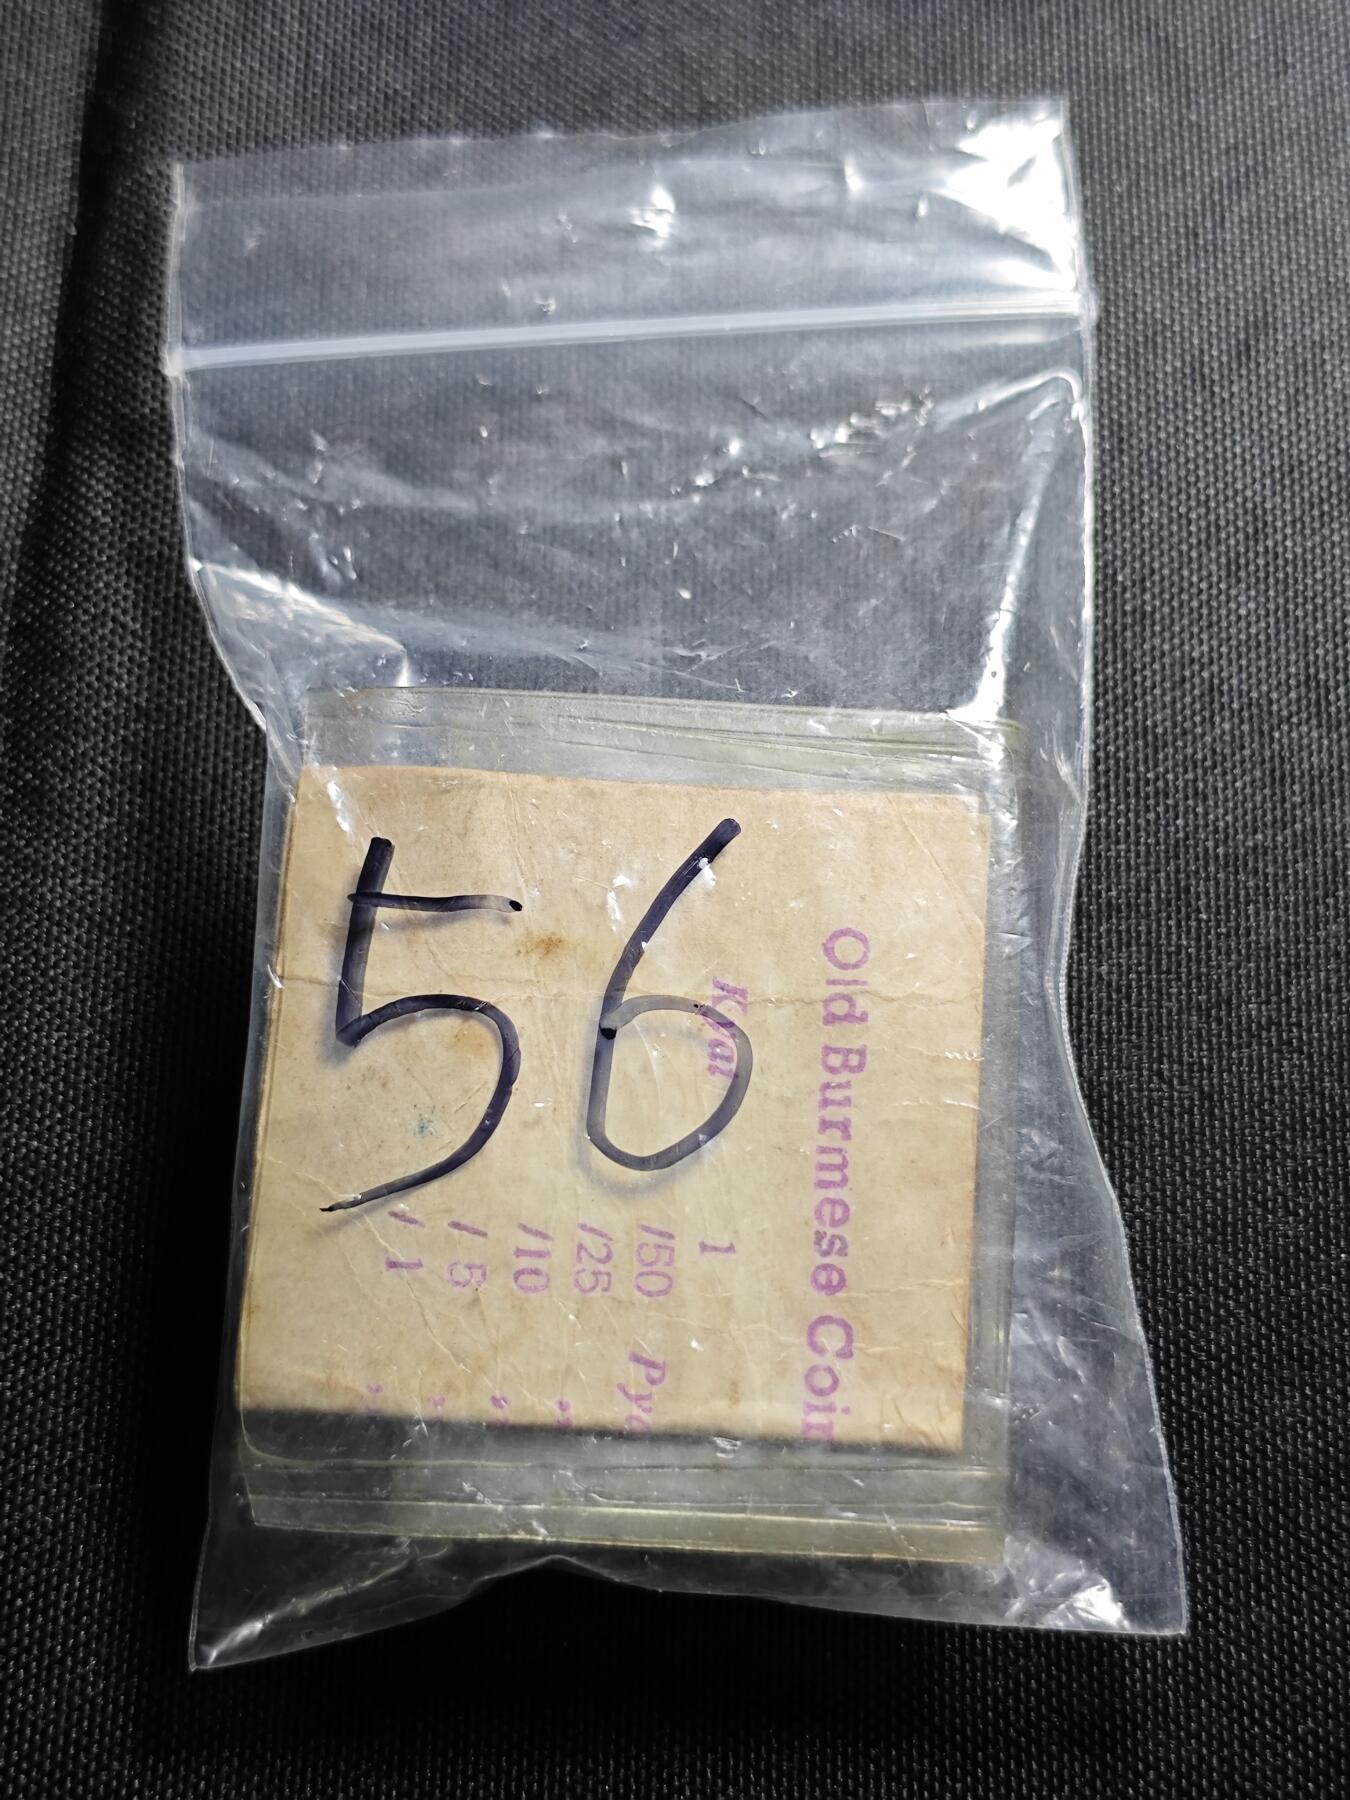 56
Old Burmese Coin
Kyat
1
/50 Pya
/25 "
/10 "
/ 5 "
/ 1 "